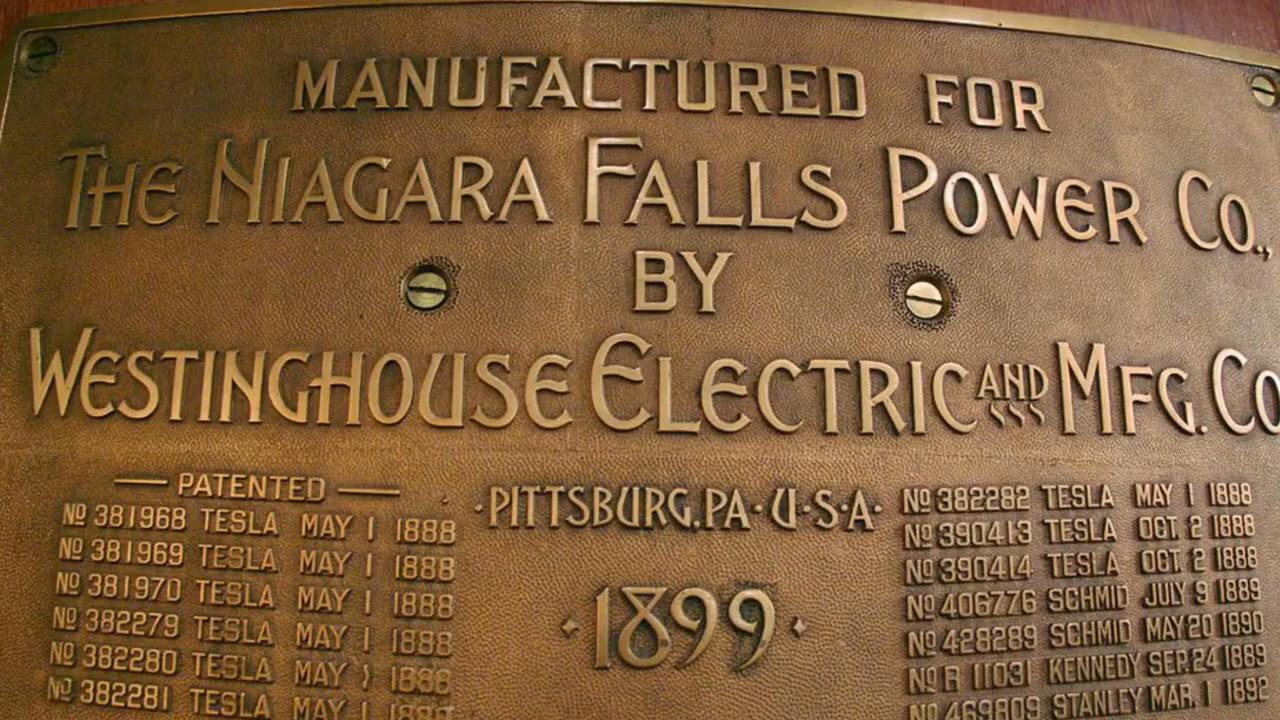 MANUFACTURED FOR
THE NIAGARA FALLS POWER CO.,
BY
WESTINGHOUSE ELECTRIC AND MFG. CO
PATENTED
Nº 381968 TESLA MAY 1 1888
Nº 381969 TESLA MAY 1 1888
Nº 381970 TESLA MAY 1 1888
Nº 382279 TESLA MAY 1 1888
Nº 382280 TESLA MAY 1 1888
Nº 382281 TESLA MAY 1 1888
·PITTSBURG, PA·U·S·A·
·1899·
Nº 382282 TESLA MAY 1 1888
Nº 390413 TESLA OCT. 2 1888
Nº 390414 TESLA OCT. 2 1888
Nº 406776 SCHMID JULY 9 1889
Nº 428289 SCHMID MAY 20 1890
Nº R 11031 KENNEDY SEP. 24 1889
Nº 469809 STANLEY MAR. 1 1892